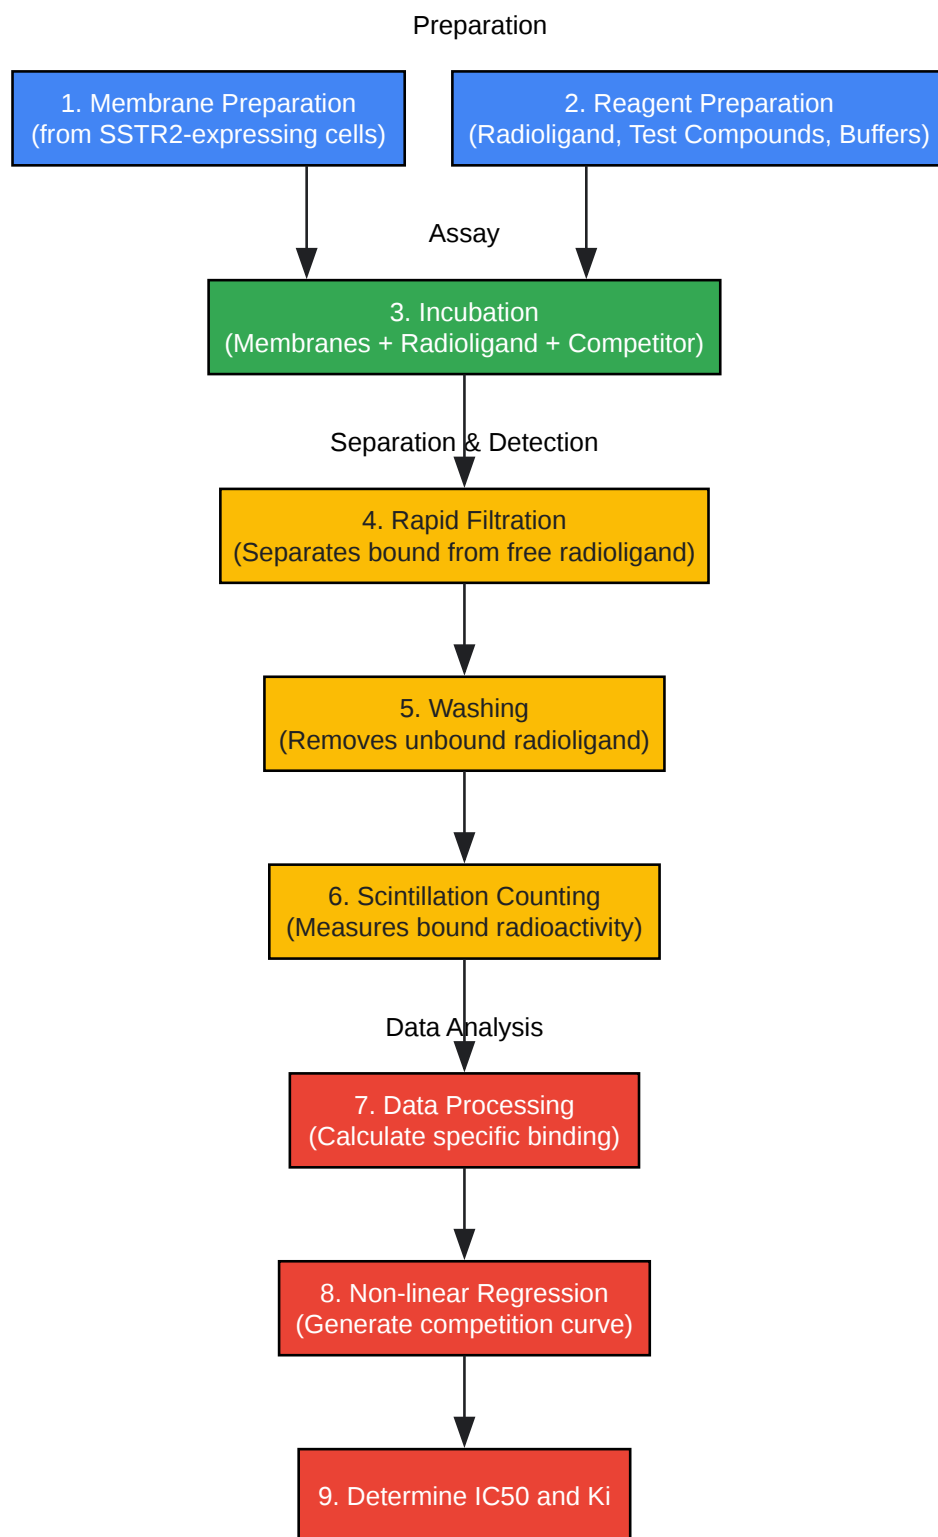 Preparation
1. Membrane Preparation
(from SSTR2-expressing cells)
2. Reagent Preparation
(Radioligand, Test Compounds, Buffers)
Assay
3. Incubation
(Membranes + Radioligand + Competitor)
Separation & Detection
4. Rapid Filtration
(Separates bound from free radioligand)
5. Washing
(Removes unbound radioligand)
6. Scintillation Counting
(Measures bound radioactivity)
Data Analysis
7. Data Processing
(Calculate specific binding)
8. Non-linear Regression
(Generate competition curve)
9. Determine IC50 and Ki